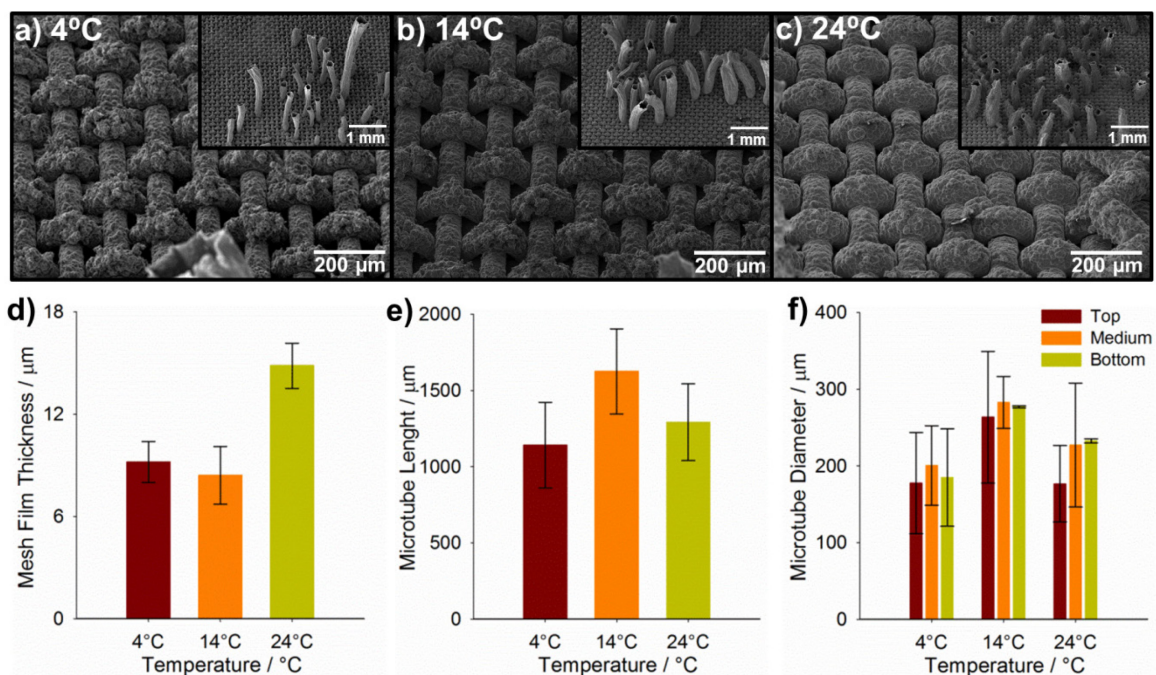 a) 4ºC
1 mm
200 µm
b) 14ºC
1 mm
200 µm
c) 24ºC
1 mm
200 µm
d)
Mesh Film Thickness / µm
18
12
6
0
4°C 14°C 24°C
Temperature / °C
e)
Microtube Lenght / µm
2000
1500
1000
500
0
4°C 14°C 24°C
Temperature / °C
f)
Microtube Diameter / µm
400
300
200
100
0
Top
Medium
Bottom
4°C 14°C 24°C
Temperature / °C